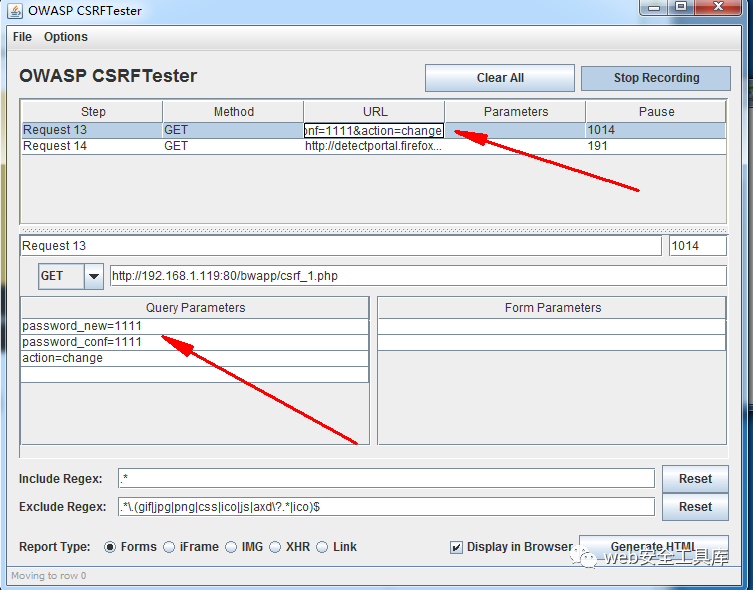 OWASP CSRFTester
File Options
OWASP CSRFTester
Clear All
Stop Recording
Step Method URL Parameters Pause
Request 13 GET onf=1111&action=change 1014
Request 14 GET http://detectportal.firefox... 191
Request 13 1014
GET http://192.168.1.119:80/bwapp/csrf_1.php
Query Parameters Form Parameters
password_new=1111
password_conf=1111
action=change
Include Regex: .* Reset
Exclude Regex: .*\.(gif|jpg|png|css|ico|js|axd\?.*|ico)$ Reset
Report Type: Forms iFrame IMG XHR Link Display in Browser Generate HTML
web安全工具库
Moving to row 0